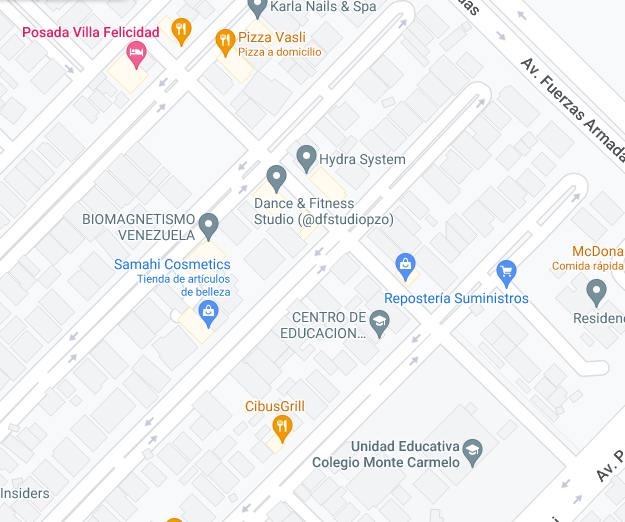 Karla Nails & Spa
das
Posada Villa Felicidad
Pizza Vasli
Pizza a domicilio
Av. Fuerzas Armada
Hydra System
Dance & Fitness
Studio (@dfstudiopzo)
BIOMAGNETISMO
VENEZUELA
Samahi Cosmetics
Tienda de artículos
de belleza
McDona
Comida rápida
Repostería Suministros
Residenc
CENTRO DE
EDUCACION...
CibusGrill
Unidad Educativa
Colegio Monte Carmelo
Av. P
Insiders